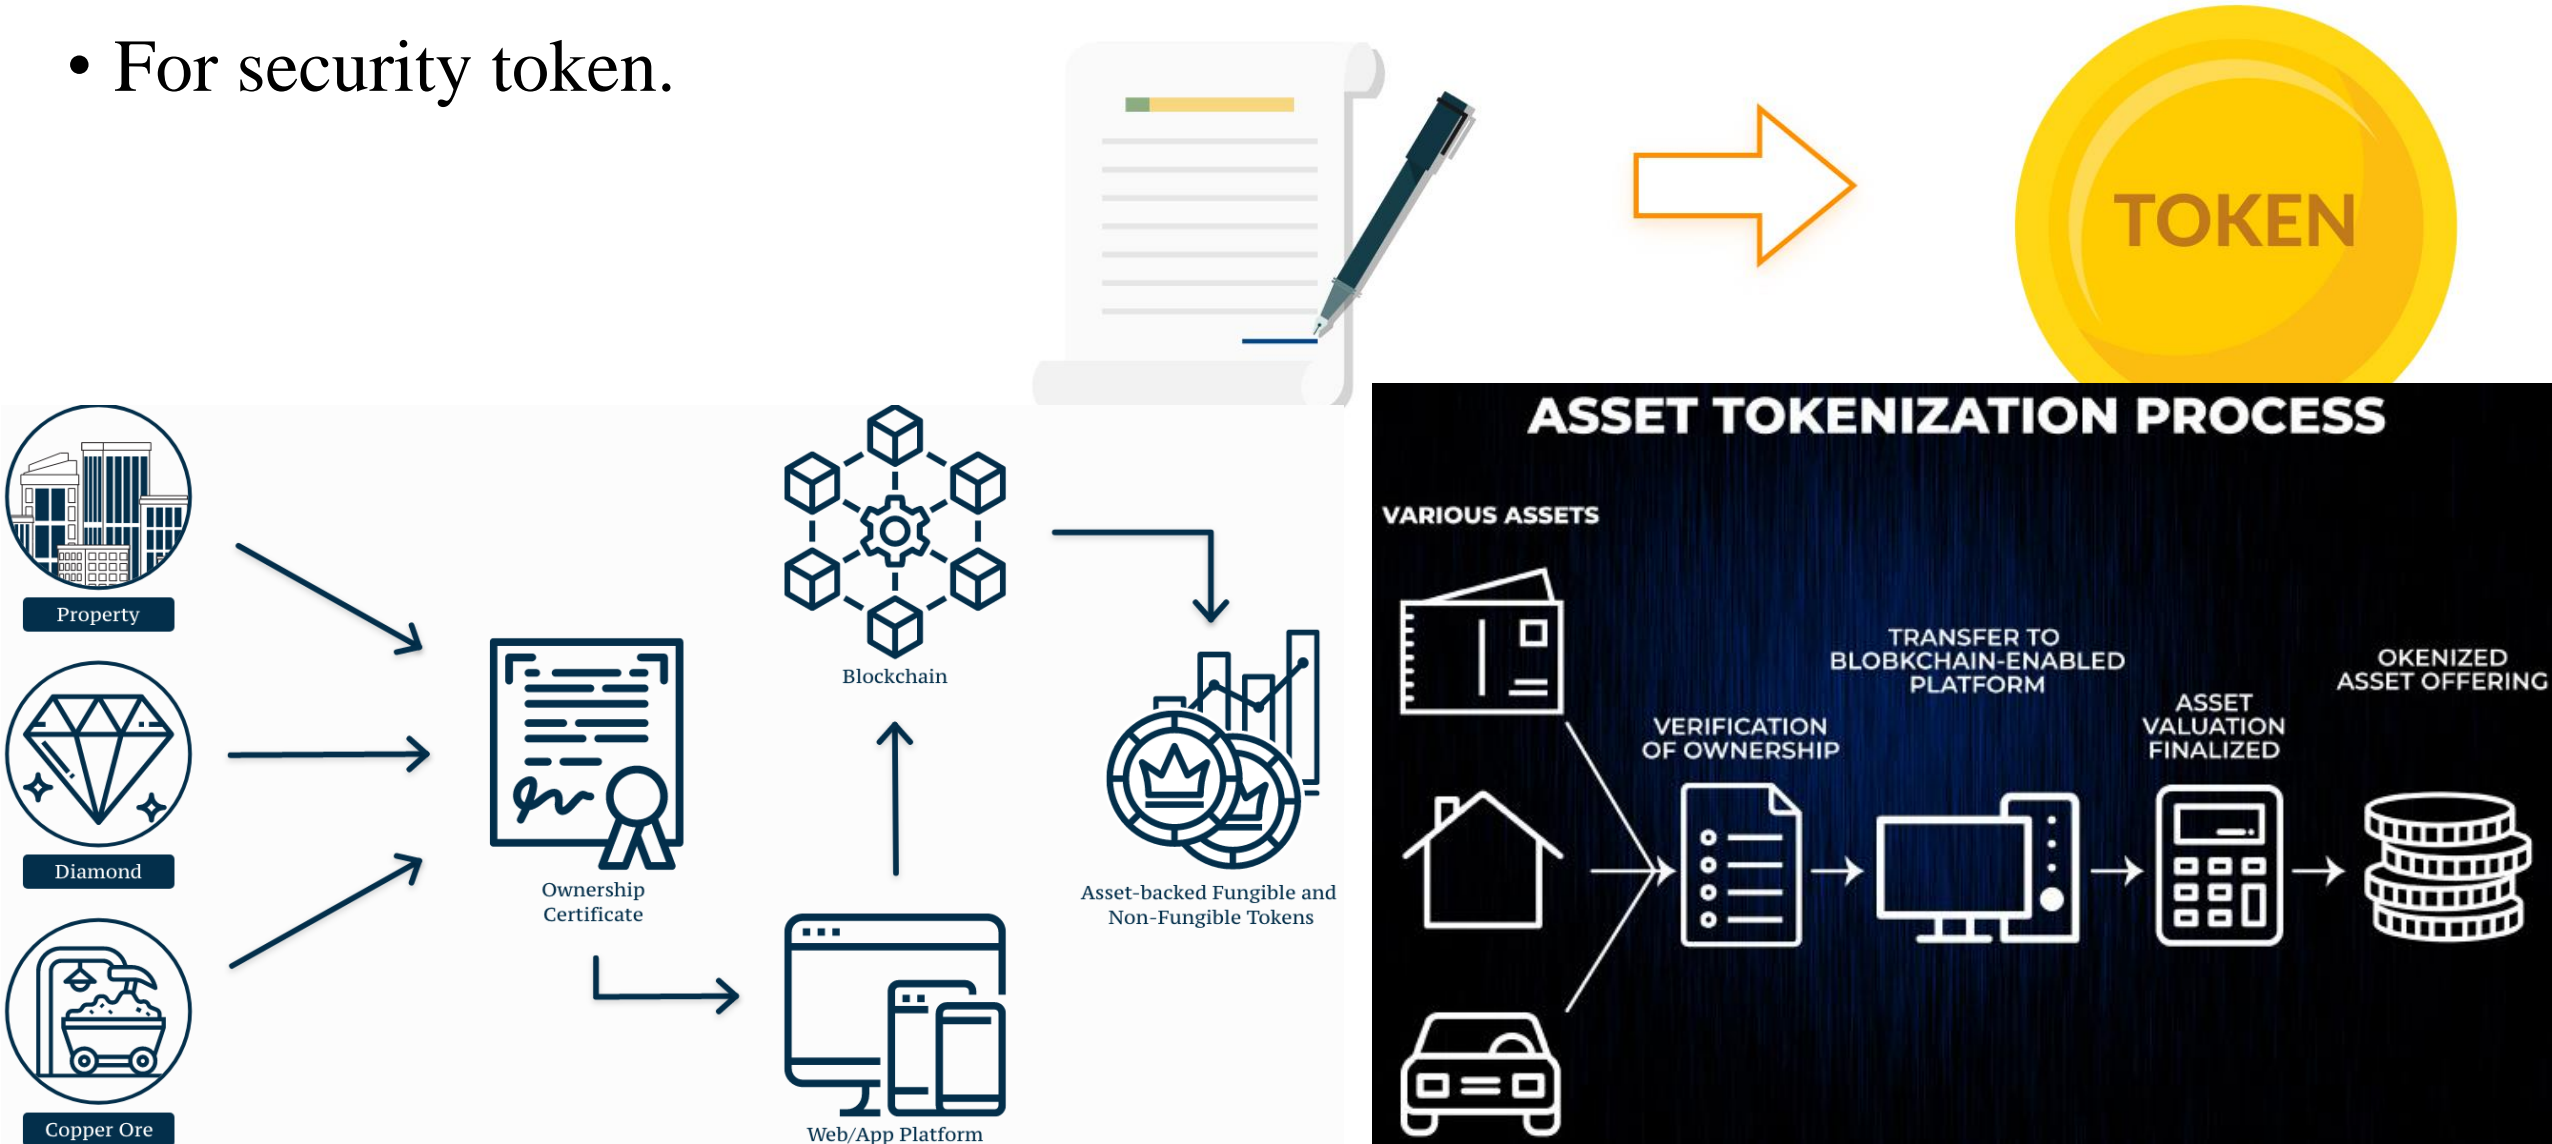 • For security token.
TOKEN
Property
Diamond
Copper Ore
Ownership
Certificate
Blockchain
Web/App Platform
Asset-backed Fungible and
Non-Fungible Tokens
ASSET TOKENIZATION PROCESS
VARIOUS ASSETS
VERIFICATION
OF OWNERSHIP
TRANSFER TO
BLOBKCHAIN-ENABLED
PLATFORM
ASSET
VALUATION
FINALIZED
OKENIZED
ASSET OFFERING